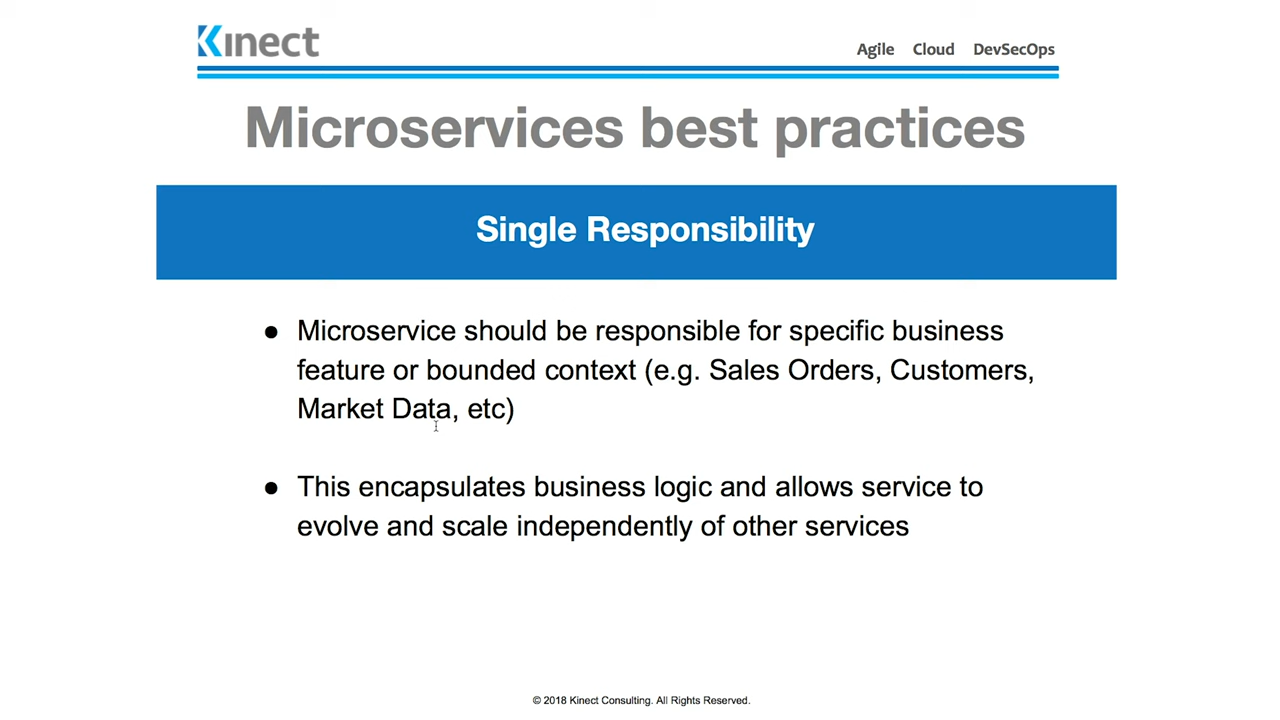 Kinect
Agile Cloud DevSecOps
Microservices best practices
Single Responsibility
● Microservice should be responsible for specific business
feature or bounded context (e.g. Sales Orders, Customers,
Market Data, etc)
● This encapsulates business logic and allows service to
evolve and scale independently of other services
© 2018 Kinect Consulting. All Rights Reserved.